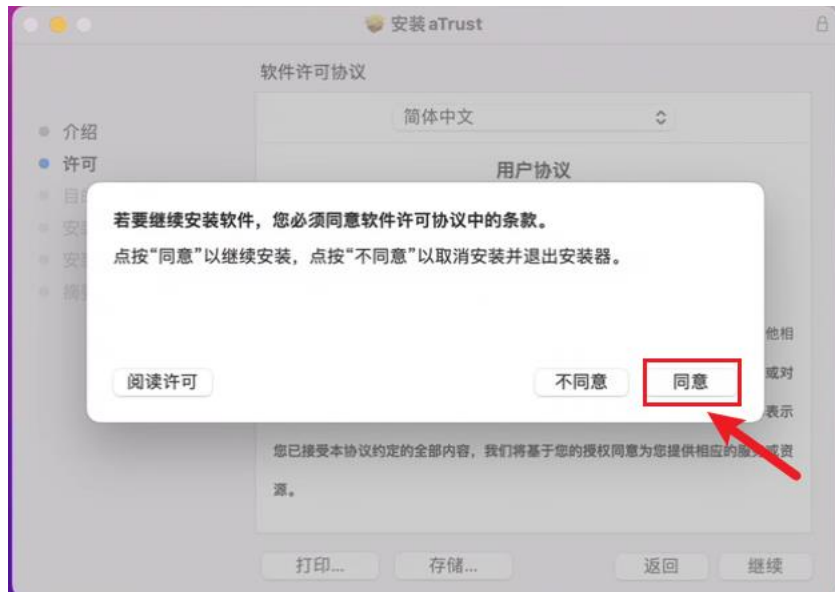 安装 aTrust
软件许可协议
简体中文
介绍
许可
用户协议
若要继续安装软件，您必须同意软件许可协议中的条款。
点按“同意”以继续安装，点按“不同意”以取消安装并退出安装器。
他相
阅读许可
不同意
同意
或对
表示
您已接受本协议约定的全部内容，我们将基于您的授权同意为您提供相应的服务或资
源。
打印...
存储...
返回
继续